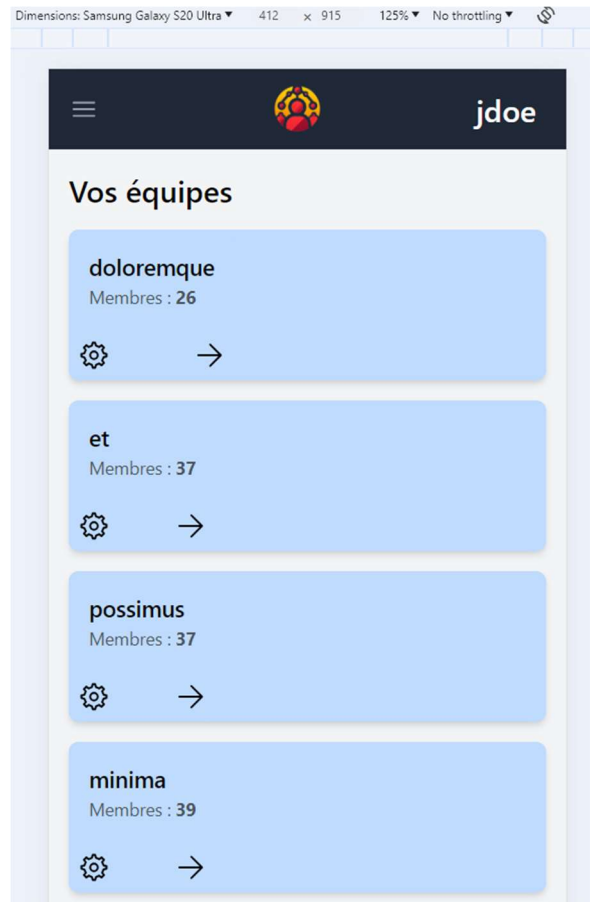 Dimensions: Samsung Galaxy S20 Ultra ▼ 412 x 915 125% ▼ No throttling ▼
jdoe
Vos équipes
doloremque
Membres : 26
et
Membres : 37
possimus
Membres : 37
minima
Membres : 39